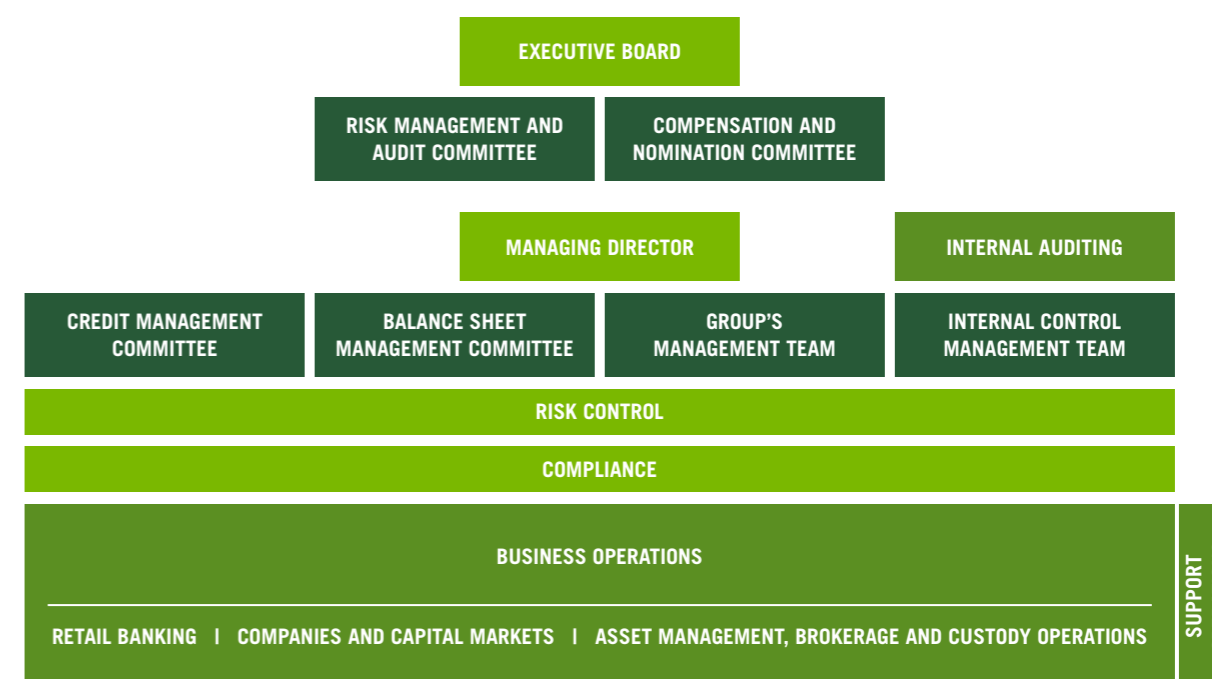 EXECUTIVE BOARD
RISK MANAGEMENT AND
AUDIT COMMITTEE
COMPENSATION AND
NOMINATION COMMITTEE
MANAGING DIRECTOR
INTERNAL AUDITING
CREDIT MANAGEMENT
COMMITTEE
BALANCE SHEET
MANAGEMENT COMMITTEE
GROUP'S
MANAGEMENT TEAM
INTERNAL CONTROL
MANAGEMENT TEAM
RISK CONTROL
COMPLIANCE
BUSINESS OPERATIONS
RETAIL BANKING I COMPANIES AND CAPITAL MARKETS I ASSET MANAGEMENT, BROKERAGE AND CUSTODY OPERATIONS
SUPPORT